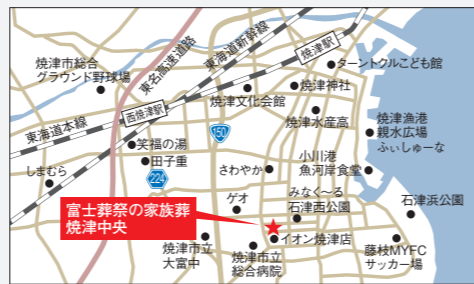 焼津市総合
グラウンド野球場
東名高速道路
東海道新幹線
焼津駅
ターントクルこども館
焼津文化会館
焼津神社
西焼津駅
東海道本線
150
焼津水産高
焼津漁港
親水広場
ふぃしゅーな
笑福の湯
田子重
しまむら
224
さわやか
小川港
魚河岸食堂
ゲオ
みなく～る
石津西公園
石津浜公園
富士葬祭の家族葬
焼津中央
焼津市立
大富中
焼津市立
総合病院
イオン焼津店
藤枝MYFC
サッカー場